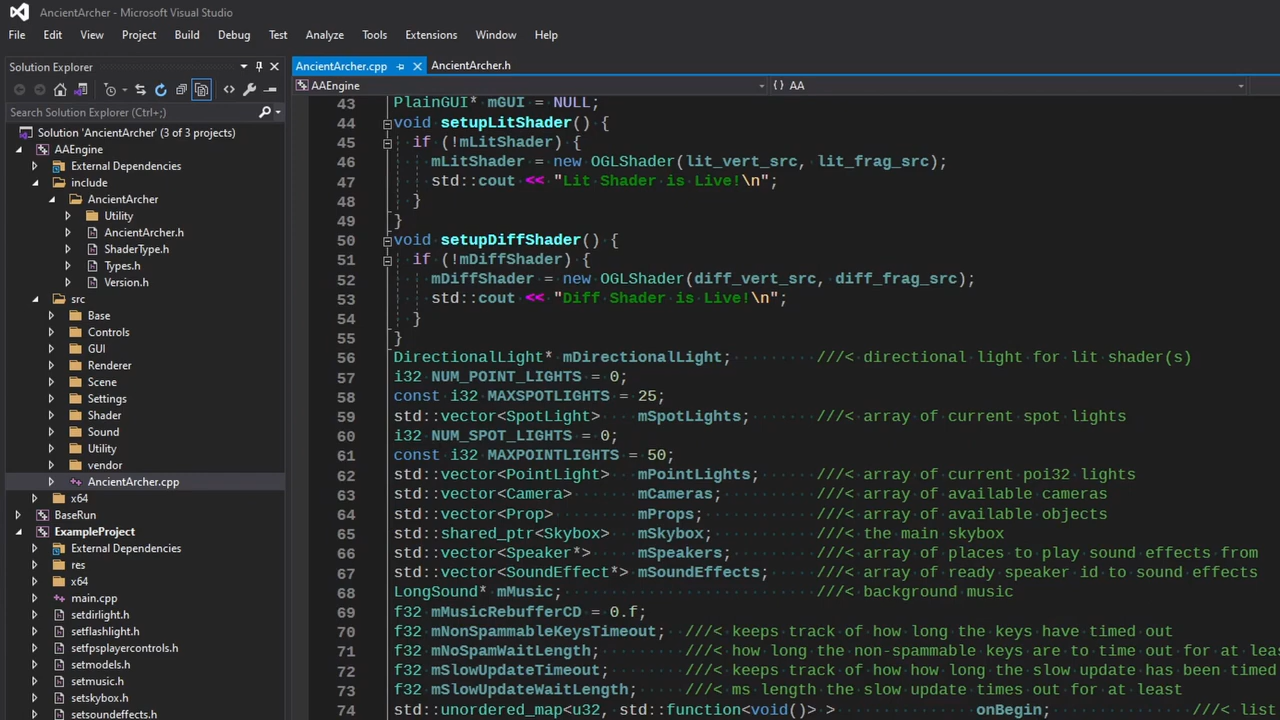 AncientArcher - Microsoft Visual Studio
File Edit View Project Build Debug Test Analyze Tools Extensions Window Help
Solution Explorer
Search Solution Explorer (Ctrl+;)
Solution 'AncientArcher' (3 of 3 projects)
AAEngine
External Dependencies
include
AncientArcher
Utility
AncientArcher.h
ShaderType.h
Types.h
Version.h
src
Base
Controls
GUI
Renderer
Scene
Settings
Shader
Sound
Utility
vendor
AncientArcher.cpp
x64
BaseRun
ExampleProject
External Dependencies
res
x64
main.cpp
setdirlight.h
setflashlight.h
setfpsplayercontrols.h
setmodels.h
setmusic.h
setskybox.h
setsoundeffects.h
AncientArcher.cpp AncientArcher.h
AAEngine { } AA
43 PlainGUI* mGUI = NULL;
44 void setupLitShader() {
45 if (!mLitShader) {
46 mLitShader = new OGLShader(lit_vert_src, lit_frag_src);
47 std::cout << "Lit Shader is Live!\n";
48 }
49 }
50 void setupDiffShader() {
51 if (!mDiffShader) {
52 mDiffShader = new OGLShader(diff_vert_src, diff_frag_src);
53 std::cout << "Diff Shader is Live!\n";
54 }
55 }
56 DirectionalLight* mDirectionalLight; ///< directional light for lit shader(s)
57 i32 NUM_POINT_LIGHTS = 0;
58 const i32 MAXSPOTLIGHTS = 25;
59 std::vector<SpotLight> mSpotLights; ///< array of current spot lights
60 i32 NUM_SPOT_LIGHTS = 0;
61 const i32 MAXPOINTLIGHTS = 50;
62 std::vector<PointLight> mPointLights; ///< array of current poi32 lights
63 std::vector<Camera> mCameras; ///< array of available cameras
64 std::vector<Prop> mProps; ///< array of available objects
65 std::shared_ptr<Skybox> mSkybox; ///< the main skybox
66 std::vector<Speaker*> mSpeakers; ///< array of places to play sound effects from
67 std::vector<SoundEffect*> mSoundEffects; ///< array of ready speaker id to sound effects
68 LongSound* mMusic; ///< background music
69 f32 mMusicRebufferCD = 0.f;
70 f32 mNonSpammableKeysTimeout; ///< keeps track of how long the keys have timed out
71 f32 mNoSpamWaitLength; ///< how long the non-spammable keys are to time out for at leas
72 f32 mSlowUpdateTimeout; ///< keeps track of how how long the slow update has been timed
73 f32 mSlowUpdateWaitLength; ///< ms length the slow update times out for at least
74 std::unordered_map<u32, std::function<void()> > onBegin; ///< list